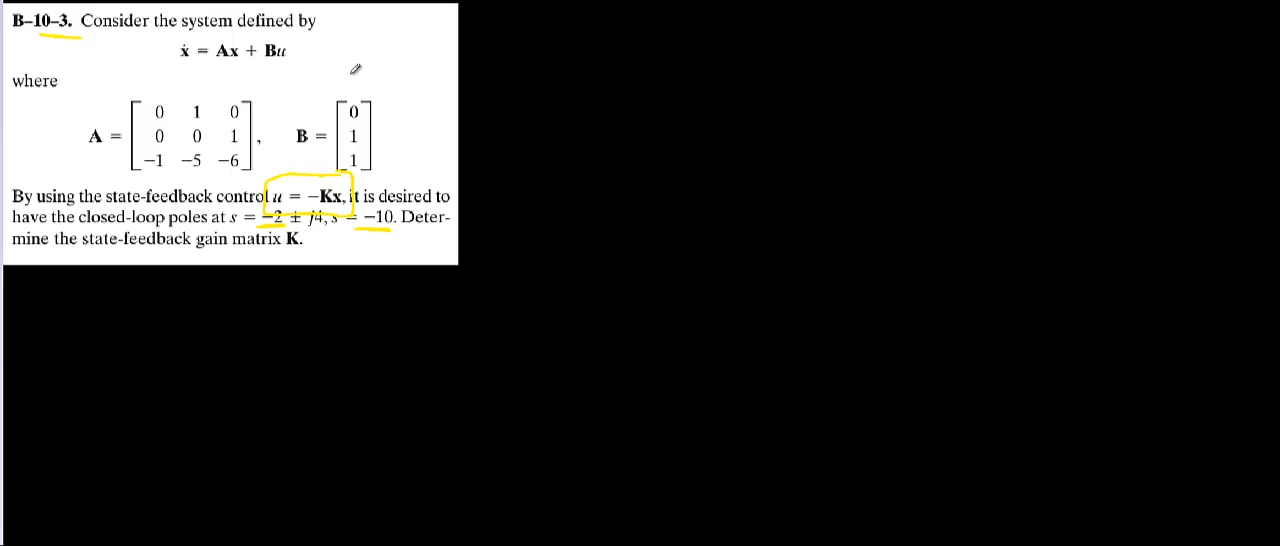 B–10–3. Consider the system defined by
ẋ = Ax + Bu
where
A = [ 0 1 0
0 0 1
−1 −5 −6 ], B = [ 0
1
1 ]
By using the state-feedback control u = −Kx, it is desired to
have the closed-loop poles at s = −2 ± j4, s = −10. Deter-
mine the state-feedback gain matrix K.